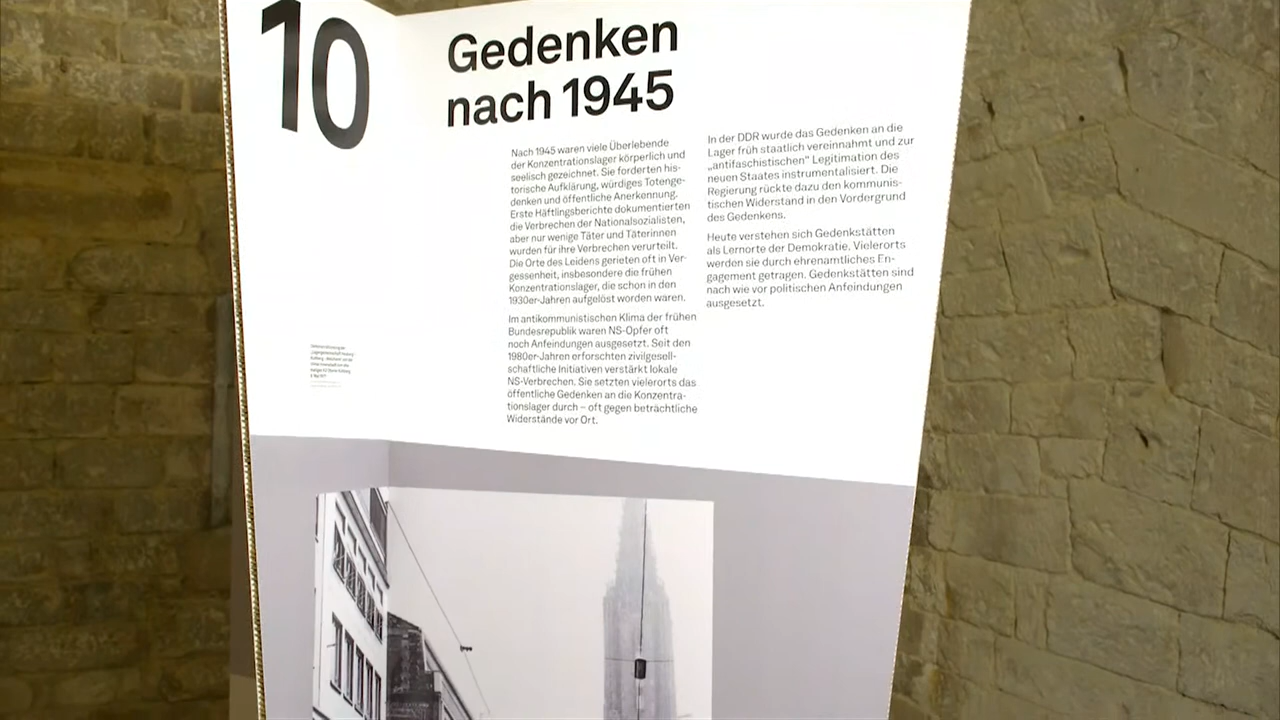 10
Gedenken
nach 1945
Nach 1945 waren viele Überlebende
der Konzentrationslager körperlich und
seelisch gezeichnet. Sie forderten his-
torische Aufklärung, würdiges Totenge-
denken und öffentliche Anerkennung.
Erste Häftlingsberichte dokumentierten
die Verbrechen der Nationalsozialisten,
aber nur wenige Täter und Täterinnen
wurden für ihre Verbrechen verurteilt.
Die Orte des Leidens gerieten oft in Ver-
gessenheit, insbesondere die frühen
Konzentrationslager, die schon in den
1930er-Jahren aufgelöst worden waren.
Im antikommunistischen Klima der frühen
Bundesrepublik waren NS-Opfer oft
noch Anfeindungen ausgesetzt. Seit den
1980er-Jahren erforschten zivilgesell-
schaftliche Initiativen verstärkt lokale
NS-Verbrechen. Sie setzten vielerorts das
öffentliche Gedenken an die Konzentra-
tionslager durch – oft gegen beträchtliche
Widerstände vor Ort.
In der DDR wurde das Gedenken an die
Lager früh staatlich vereinnahmt und zur
„antifaschistischen“ Legitimation des
neuen Staates instrumentalisiert. Die
Regierung rückte dazu den kommunis-
tischen Widerstand in den Vordergrund
des Gedenkens.
Heute verstehen sich Gedenkstätten
als Lernorte der Demokratie. Vielerorts
werden sie durch ehrenamtliches En-
gagement getragen. Gedenkstätten sind
nach wie vor politischen Anfeindungen
ausgesetzt.